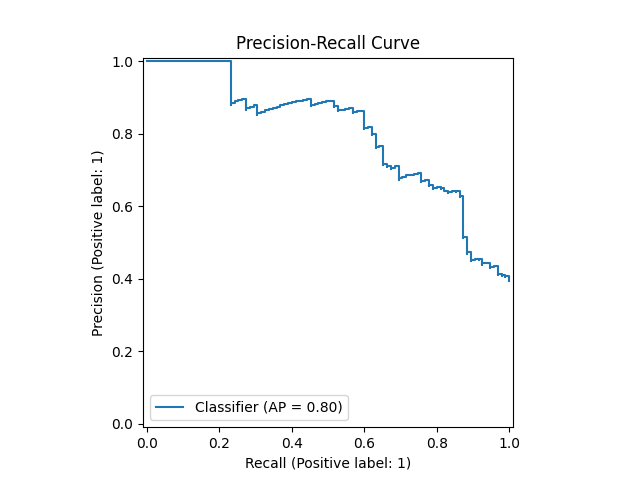 Precision-Recall Curve
1.0
0.8
0.6
0.4
0.2
0.0
Precision (Positive label: 1)
Classifier (AP = 0.80)
0.0 0.2 0.4 0.6 0.8 1.0
Recall (Positive label: 1)